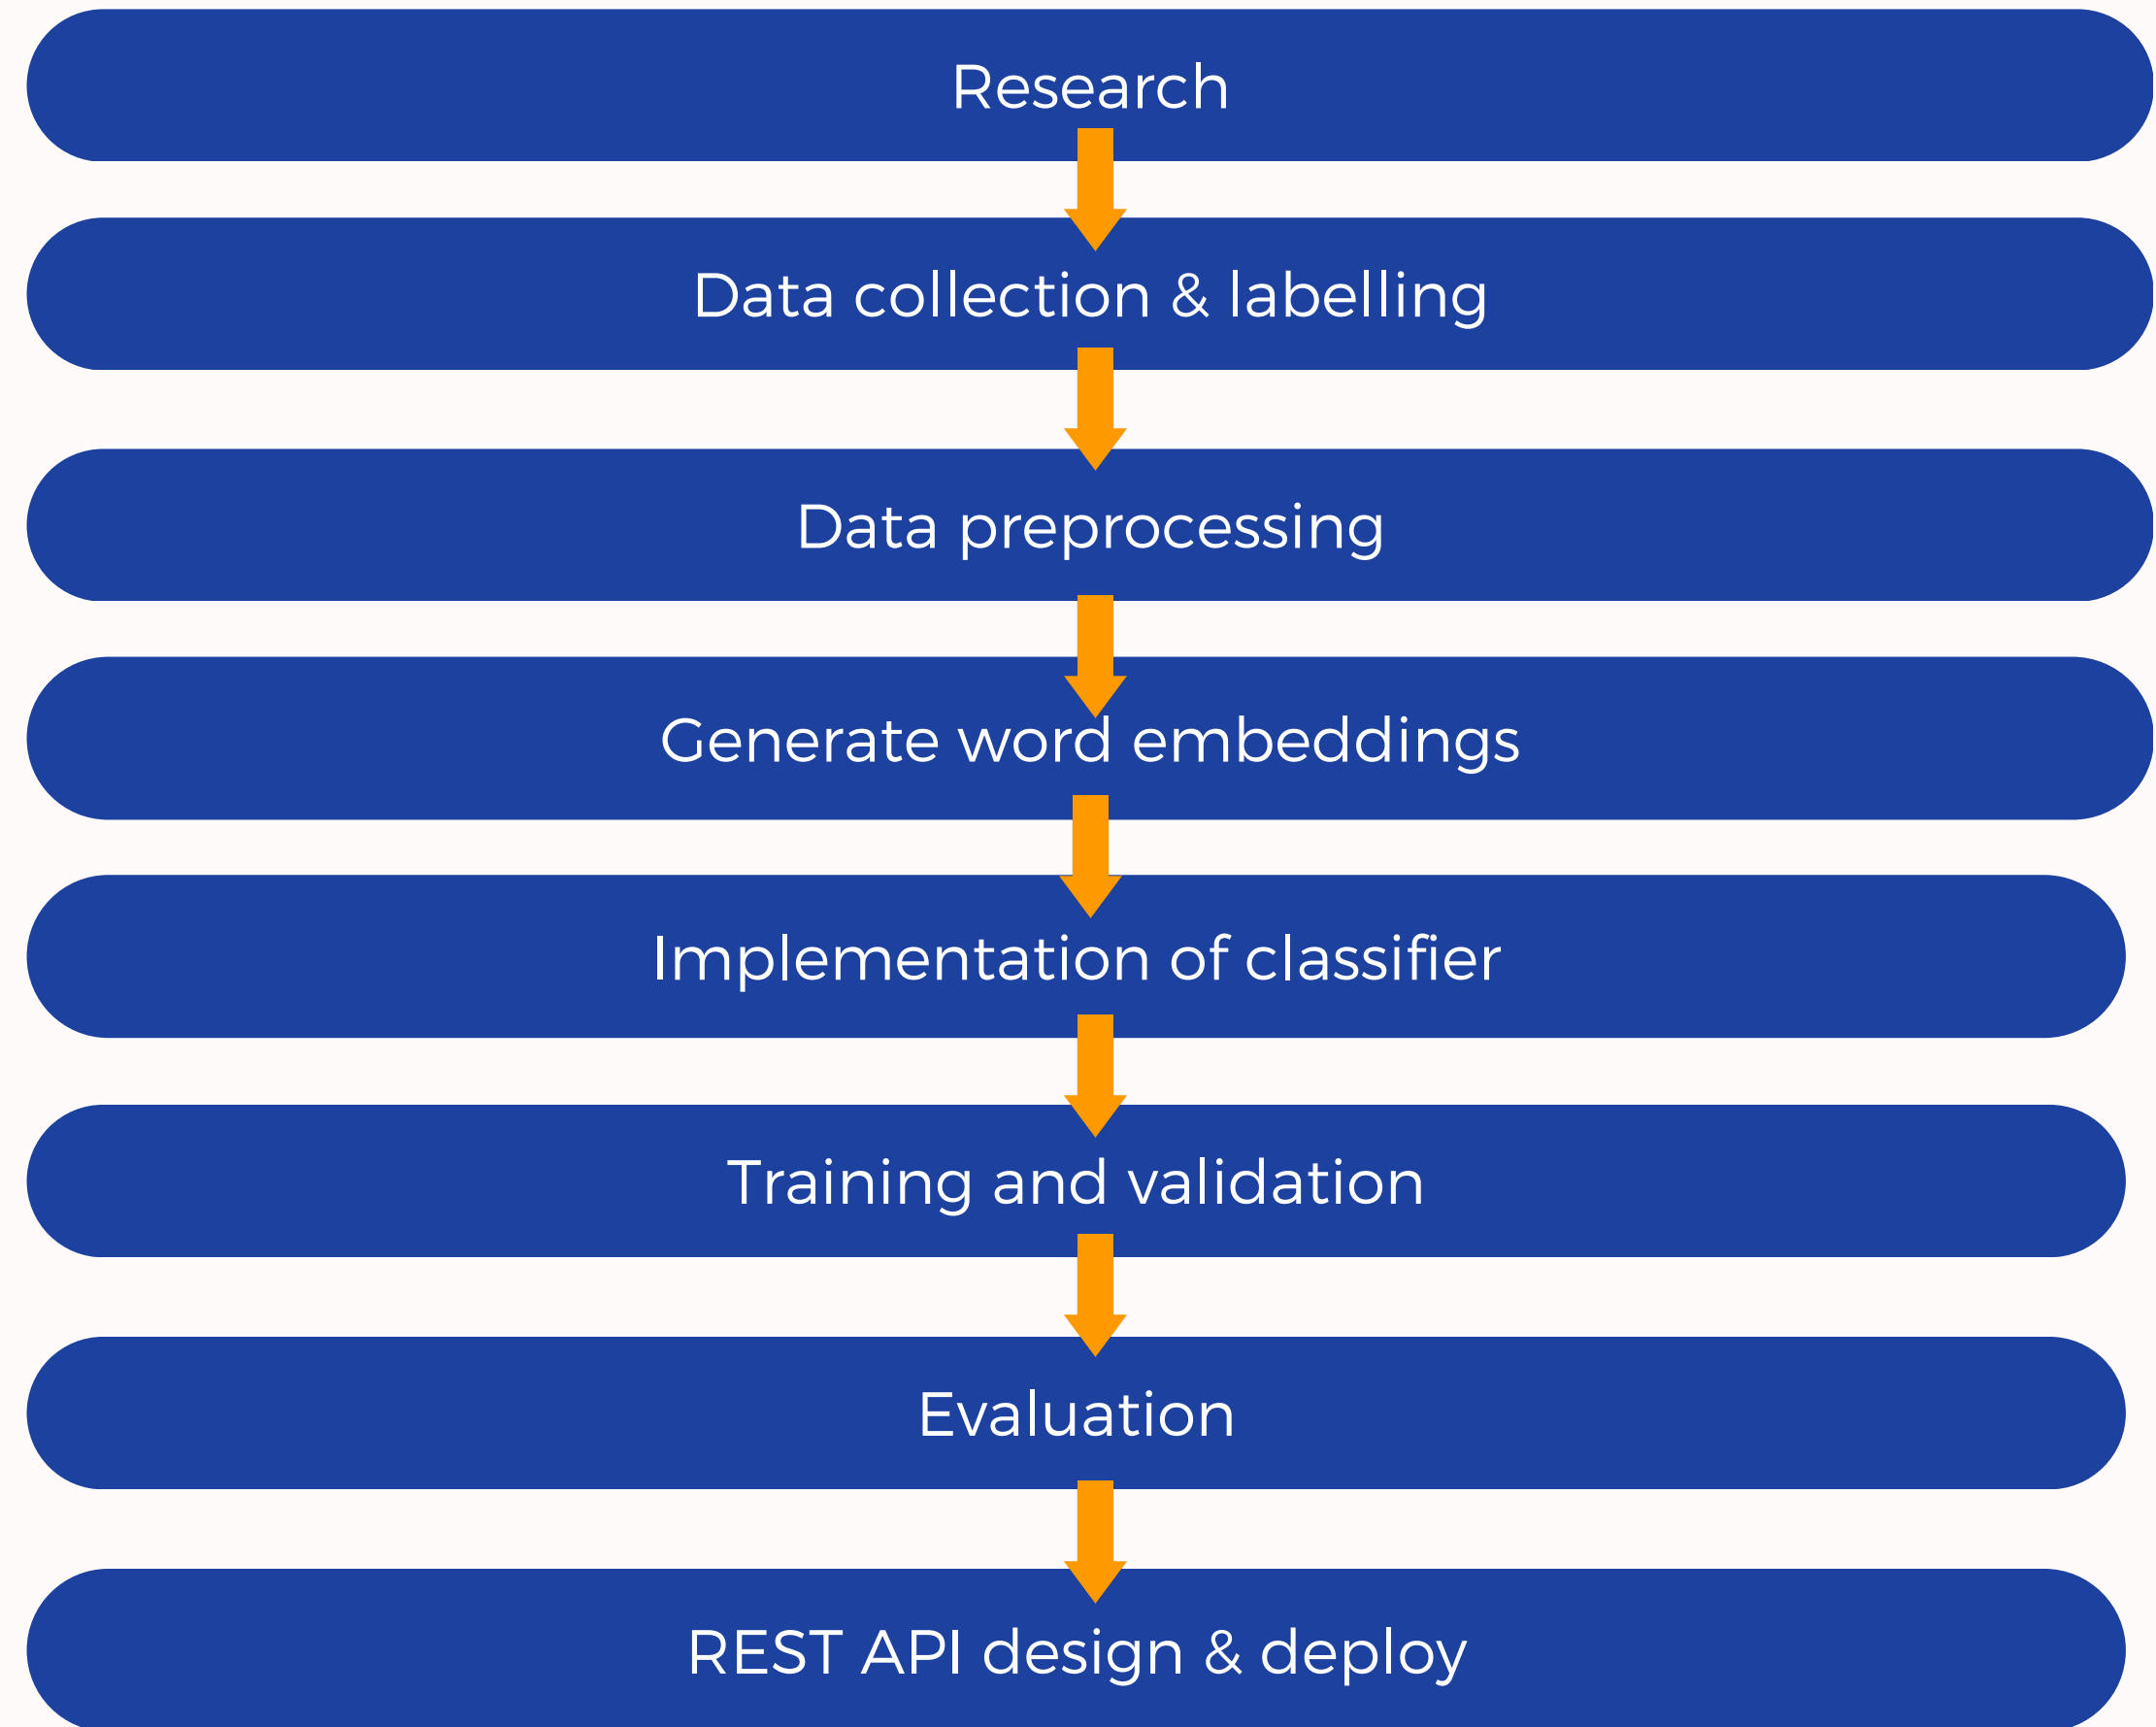 Research
Data collection & labelling
Data preprocessing
Generate word embeddings
Implementation of classifier
Training and validation
Evaluation
REST API design & deploy